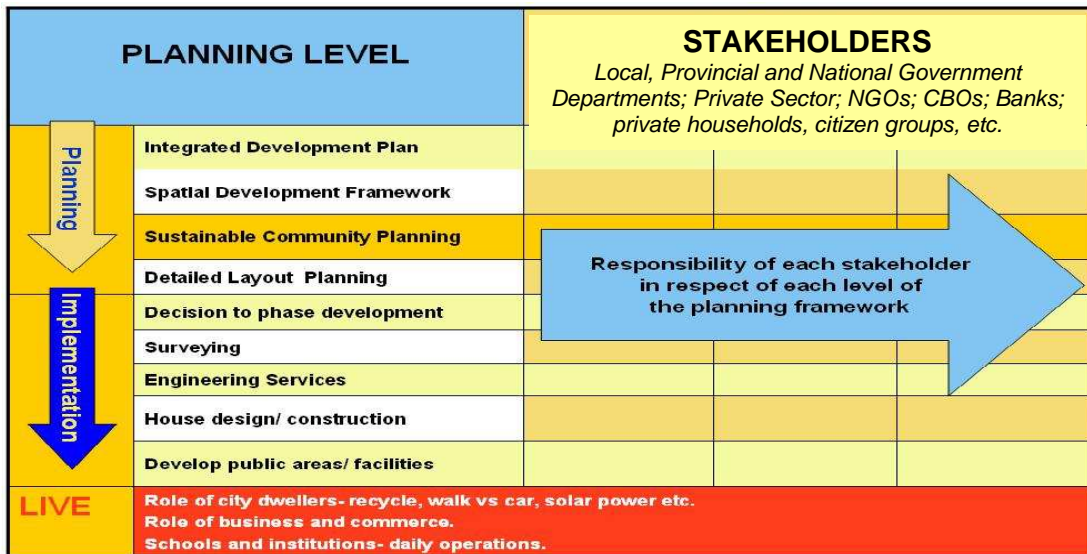 PLANNING LEVEL
STAKEHOLDERS
Local, Provincial and National Government
Departments; Private Sector; NGOs; CBOs; Banks;
private households, citizen groups, etc.
Planning
Integrated Development Plan
Spatial Development Framework
Sustainable Community Planning
Detailed Layout Planning
Responsibility of each stakeholder
in respect of each level of
the planning framework
Implementation
Decision to phase development
Surveying
Engineering Services
House design/ construction
Develop public areas/ facilities
LIVE
Role of city dwellers- recycle, walk vs car, solar power etc.
Role of business and commerce.
Schools and institutions- daily operations.